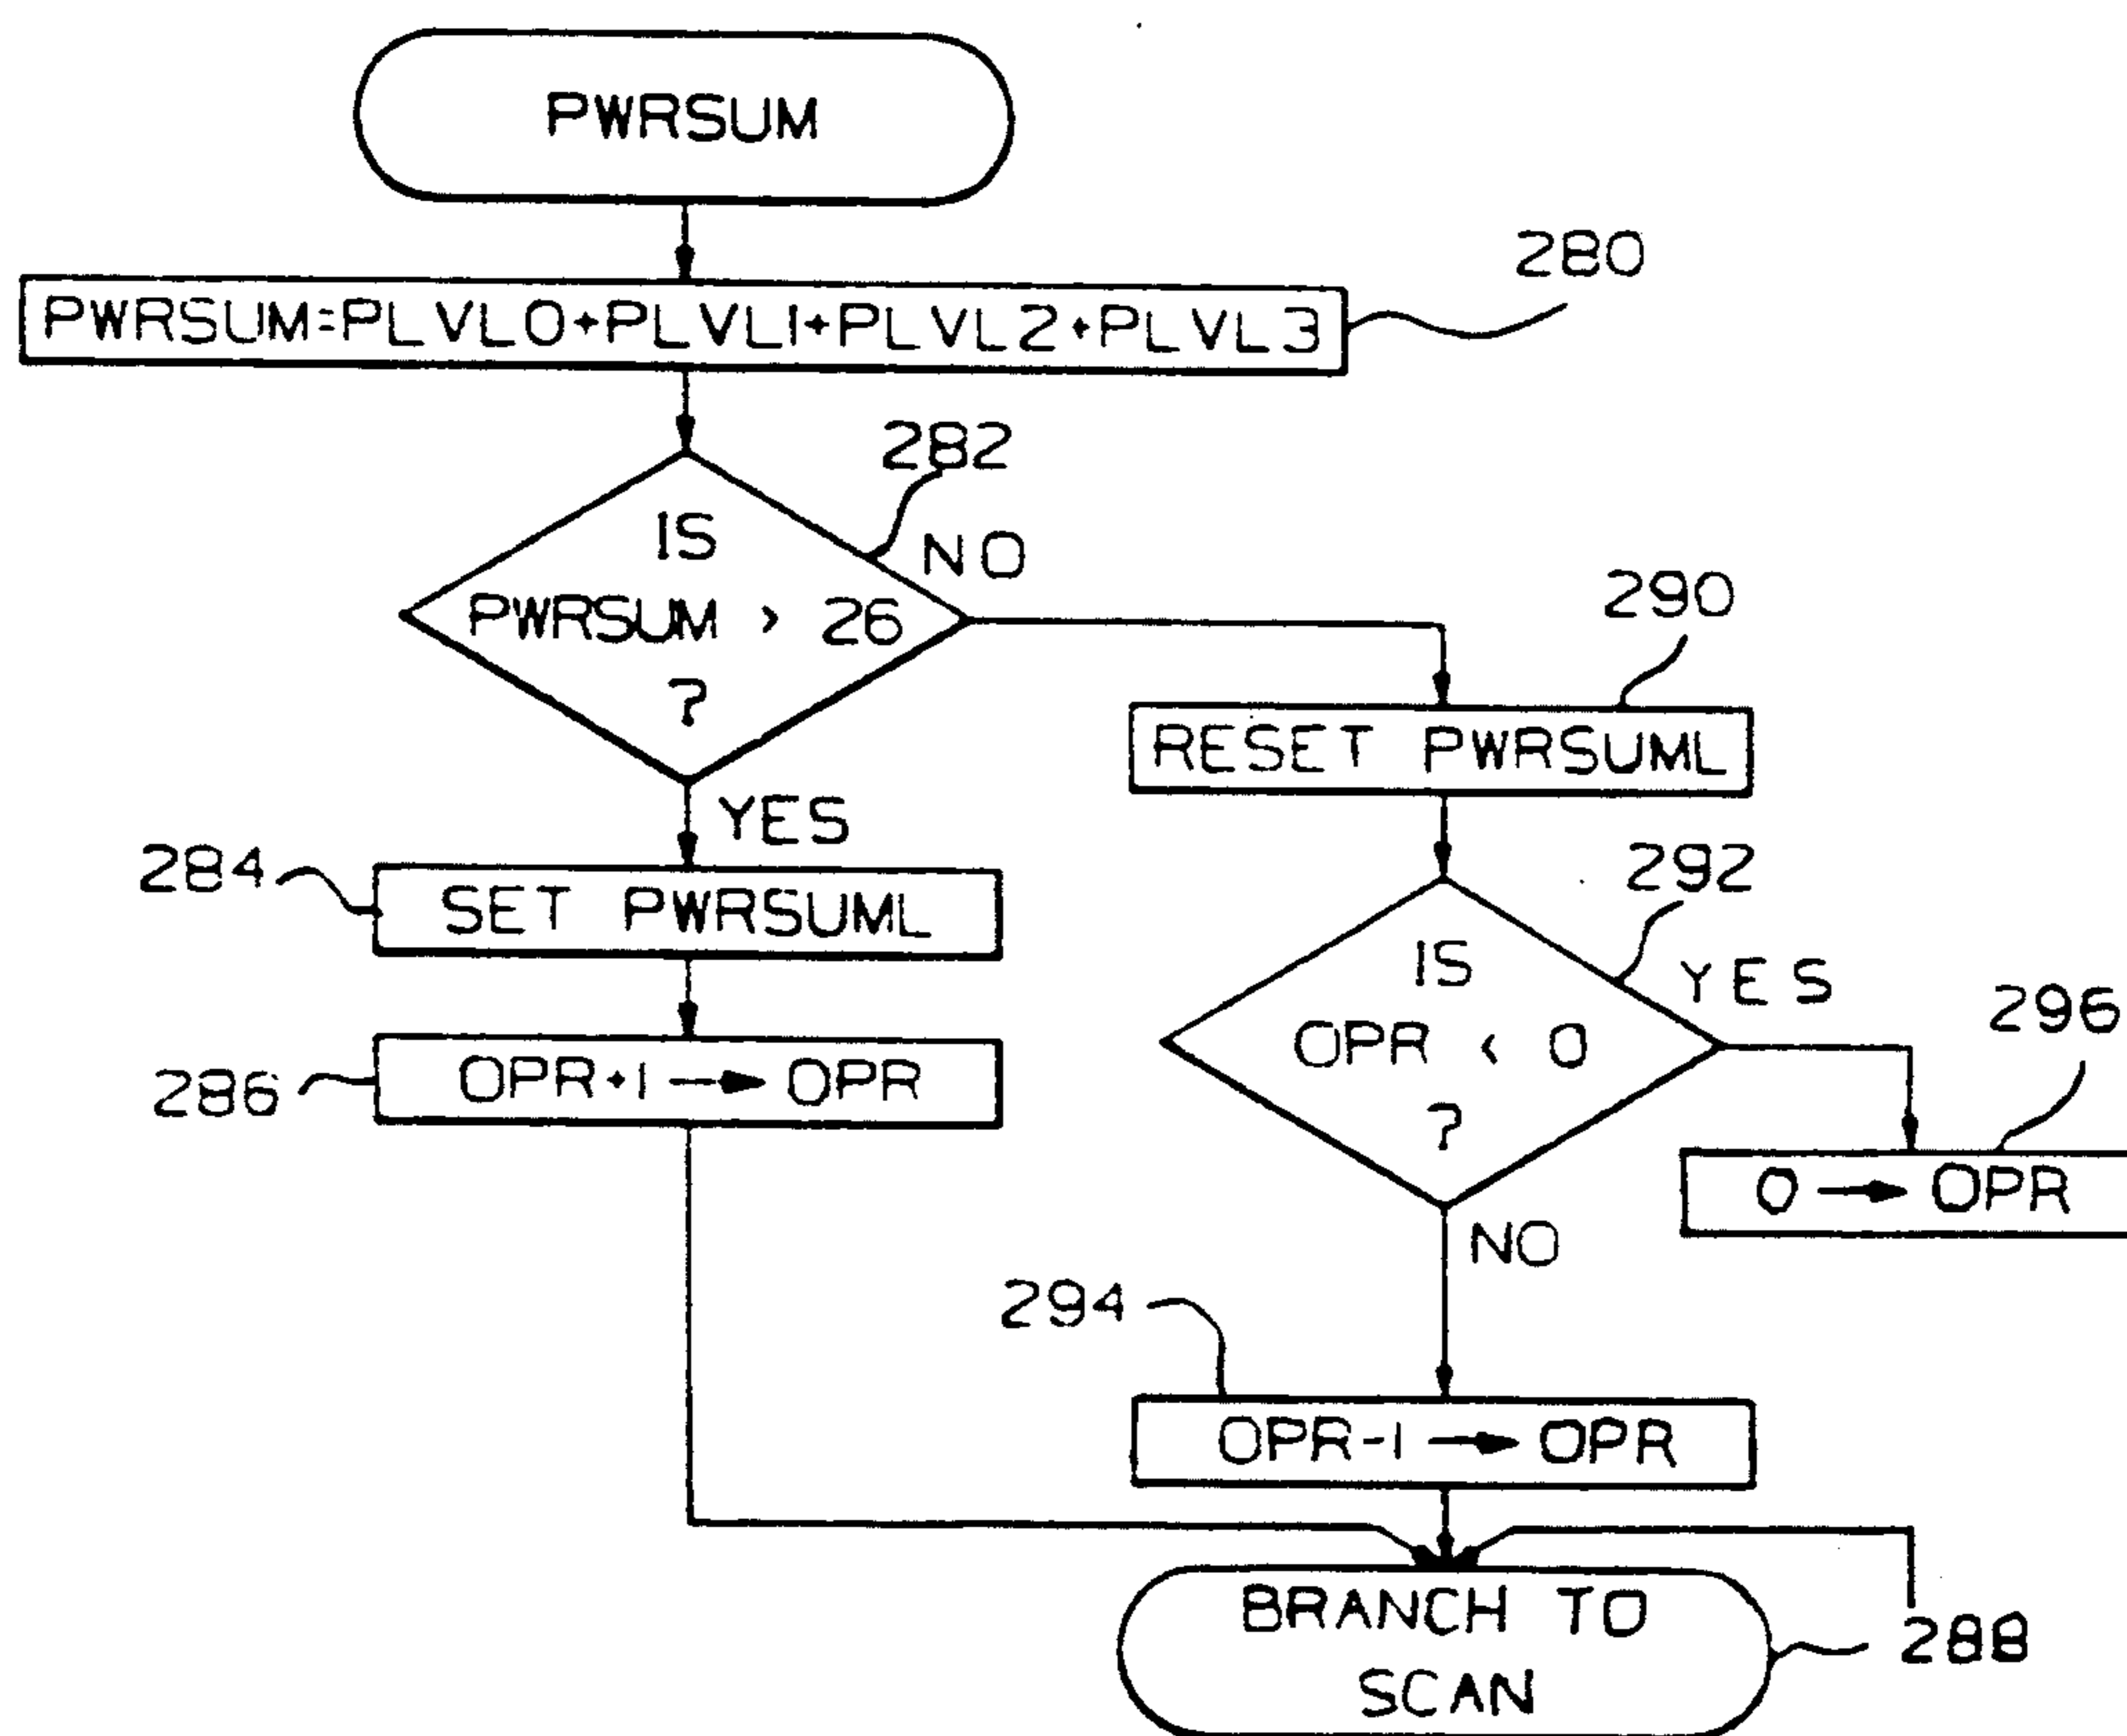 PWRSUM
280
PWRSUM=PLVL0+PLVL1+PLVL2+PLVL3
282
IS
PWRSUM > 26
?
NO
YES
290
RESET PWRSUML
284
SET PWRSUML
286
OPR+1 → OPR
292
IS
OPR < 0
?
YES
296
0 → OPR
NO
294
OPR-1 → OPR
BRANCH TO
SCAN
288